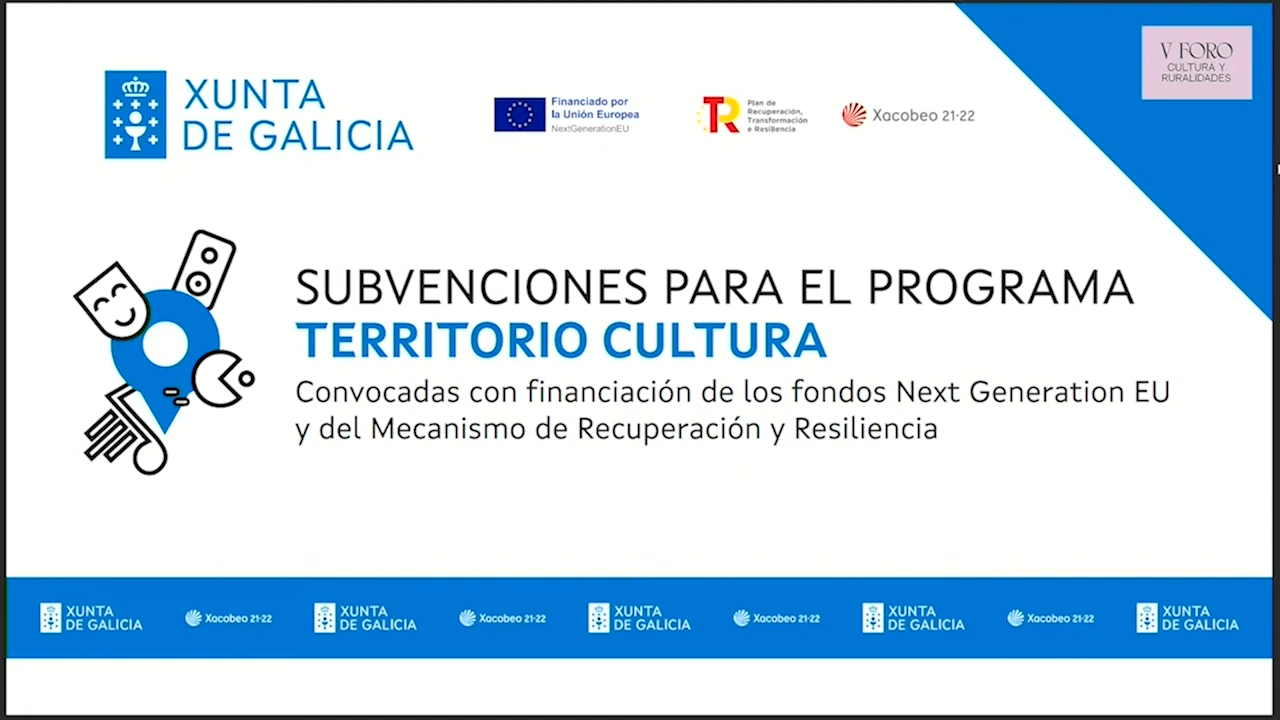 XUNTA
DE GALICIA
Financiado por
la Unión Europea
NextGenerationEU
TR
Plan de
Recuperación,
Transformación
e Resiliencia
Xacobeo 21·22
V FORO
CULTURA Y
RURALIDADES
SUBVENCIONES PARA EL PROGRAMA
TERRITORIO CULTURA
Convocadas con financiación de los fondos Next Generation EU
y del Mecanismo de Recuperación y Resiliencia
XUNTA
DE GALICIA
Xacobeo 21·22
XUNTA
DE GALICIA
Xacobeo 21·22
XUNTA
DE GALICIA
Xacobeo 21·22
XUNTA
DE GALICIA
Xacobeo 21·22
XUNTA
DE GALICIA